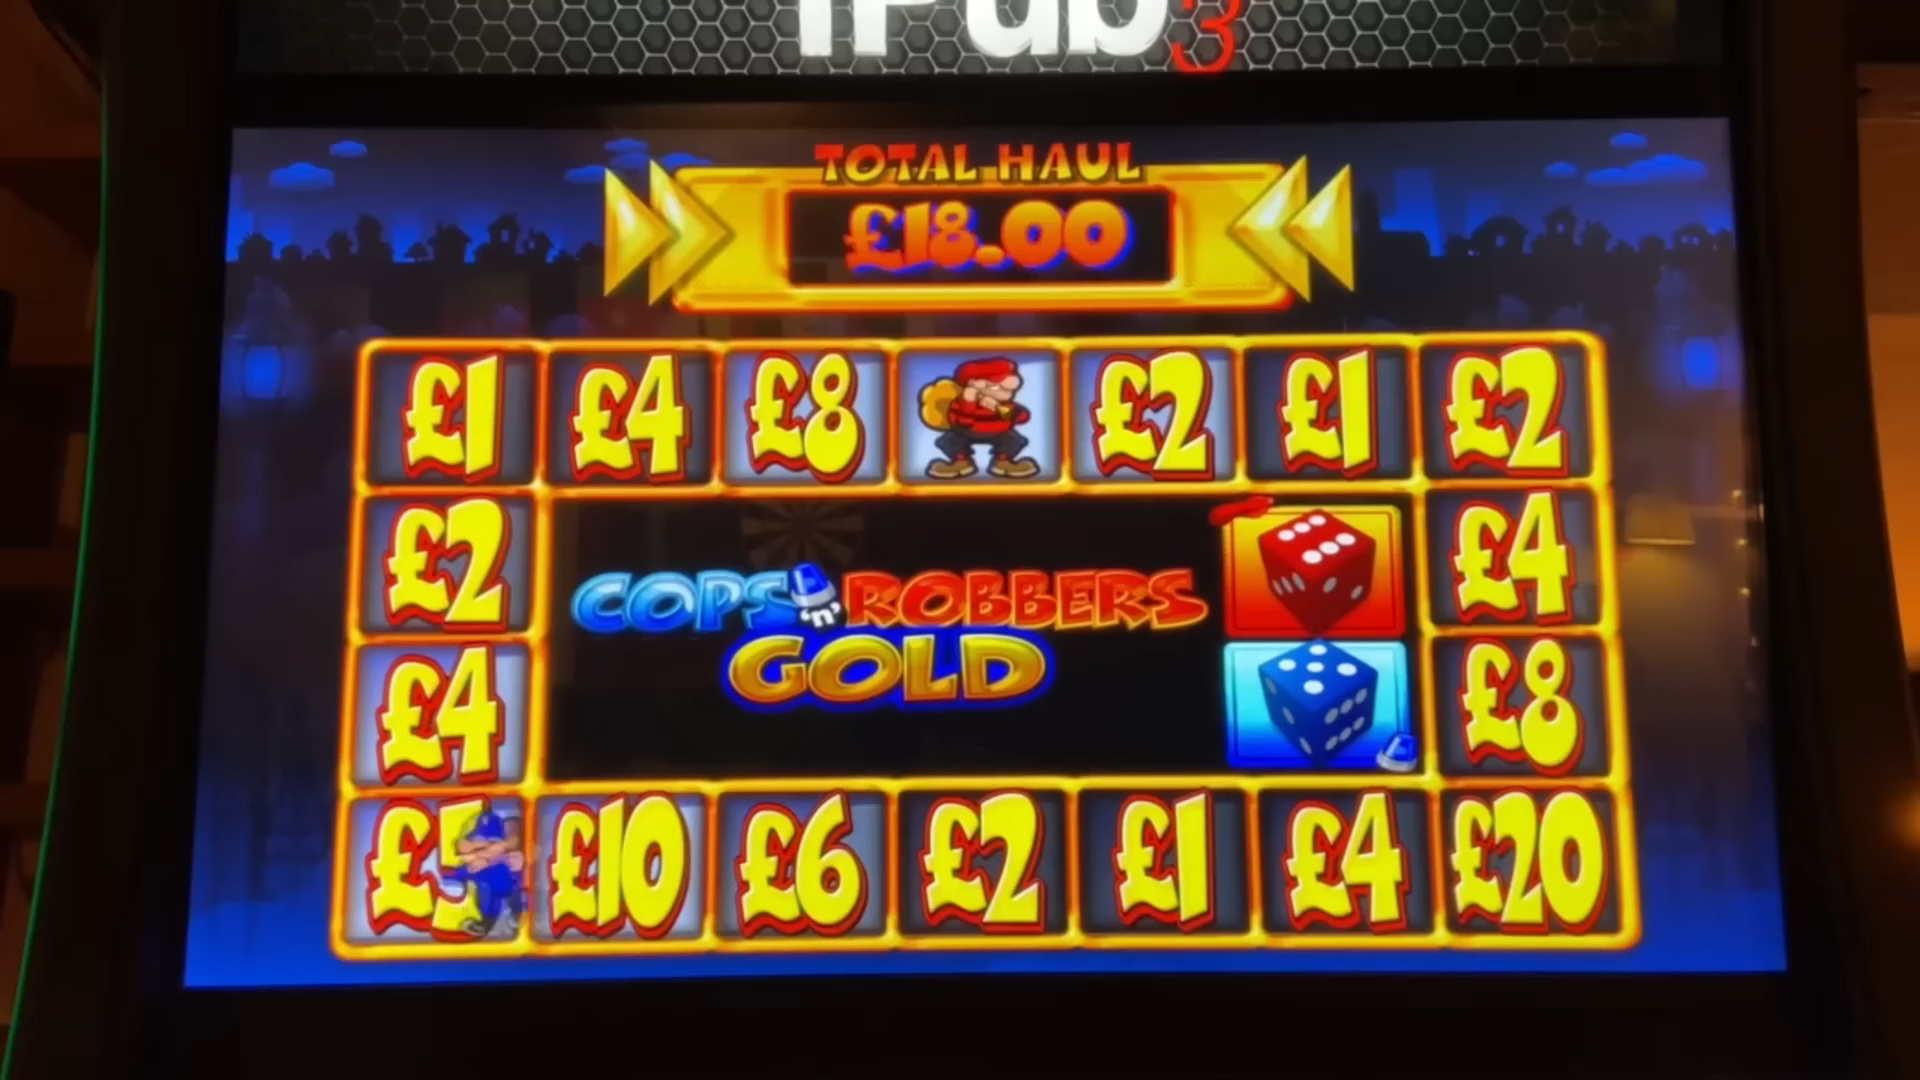 iPub3
TOTAL HAUL
£18.00
£1 £4 £8 £2 £1 £2
£2 £4
COPS 'n' ROBBERS
GOLD
£4 £8
£5 £10 £6 £2 £1 £4 £20